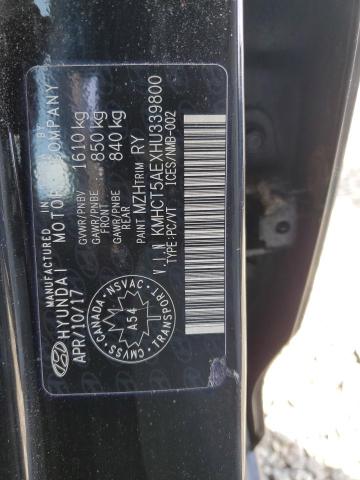 MANUFACTURED BY
HYUNDAI MOTOR COMPANY
APR/10/17
GVWR/PNBV 1610 kg
GAWR/PNBE FRONT 850 kg
GAWR/PNBE REAR 840 kg
PAINT MZH TRIM RY
V.I.N KMHCT5AEXHU339800
TYPE:PC/VT 1CES/NMB-002
CANADA · NSVAC
A54
CMVSS · TRANSPORT